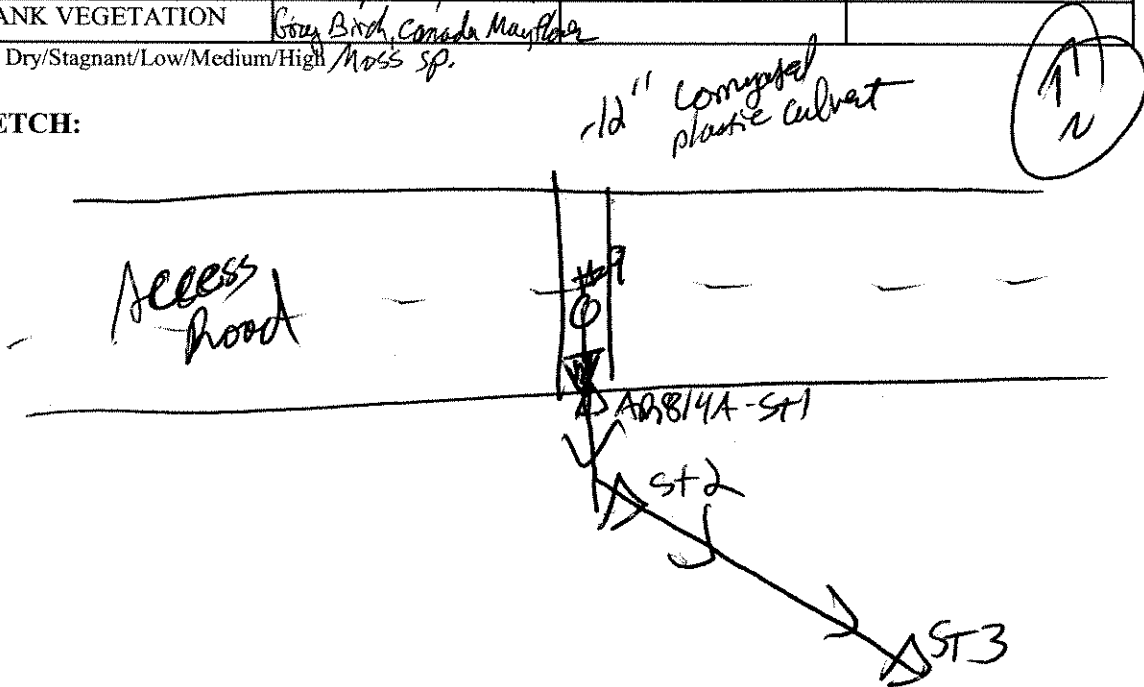 ANK VEGETATION
Gray Birch, Canada Mayflower
Dry/Stagnant/Low/Medium/High Moss sp.
ETCH:
12" corrugated
plastic culvert
N
Access
Road
#9
AR814A-St1
St2
ST3